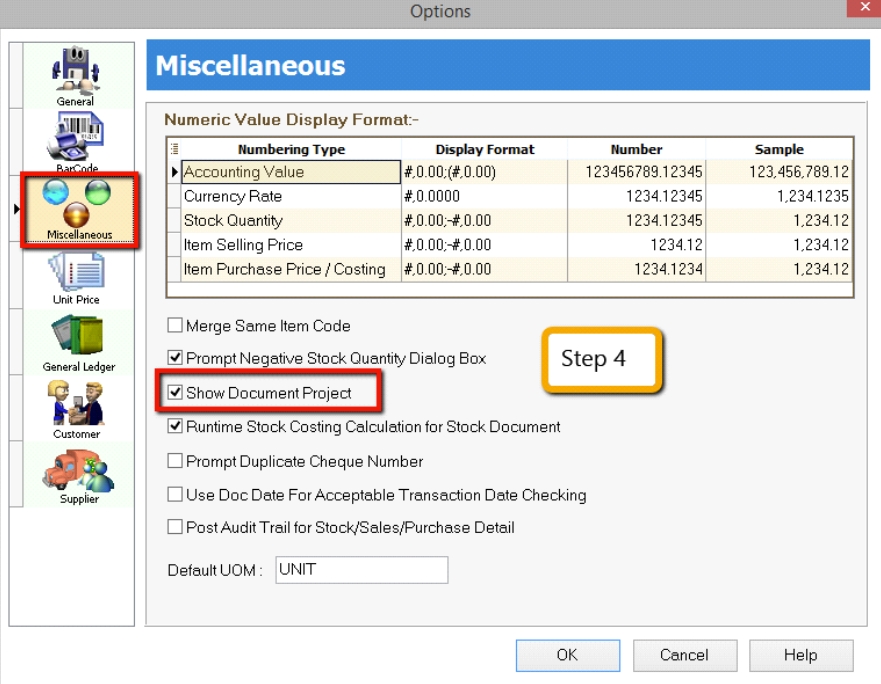 Options
General
BarCode
Miscellaneous
Unit Price
General Ledger
Customer
Supplier
Miscellaneous
Numeric Value Display Format:-
Numbering Type Display Format Number Sample
Accounting Value #,0.00;(#,0.00) 123456789.12345 123,456,789.12
Currency Rate #,0.0000 1234.12345 1,234.1235
Stock Quantity #,0.00;-#,0.00 1234.12345 1,234.12
Item Selling Price #,0.00;-#,0.00 1234.12 1,234.12
Item Purchase Price / Costing #,0.00;-#,0.00 1234.1234 1,234.12
Merge Same Item Code
Prompt Negative Stock Quantity Dialog Box
Step 4
Show Document Project
Runtime Stock Costing Calculation for Stock Document
Prompt Duplicate Cheque Number
Use Doc Date For Acceptable Transaction Date Checking
Post Audit Trail for Stock/Sales/Purchase Detail
Default UOM : UNIT
OK Cancel Help